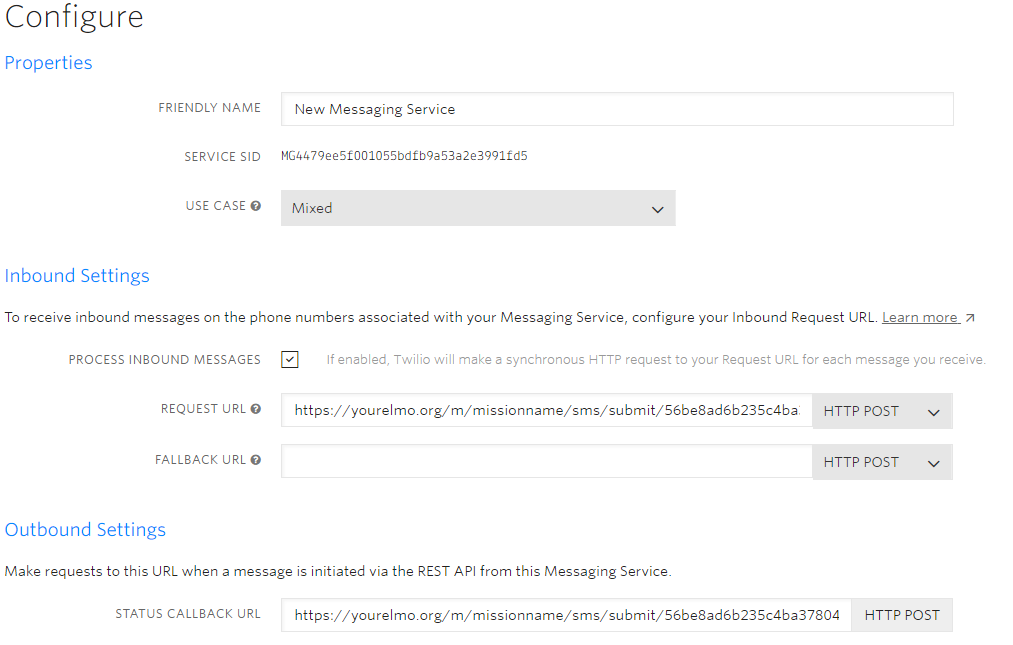 Configure
Properties
FRIENDLY NAME New Messaging Service
SERVICE SID MG4479ee5f001055bdfb9a53a2e3991fd5
USE CASE Mixed
Inbound Settings
To receive inbound messages on the phone numbers associated with your Messaging Service, configure your Inbound Request URL. Learn more
PROCESS INBOUND MESSAGES If enabled, Twilio will make a synchronous HTTP request to your Request URL for each message you receive.
REQUEST URL https://yourelmo.org/m/missionname/sms/submit/56be8ad6b235c4ba HTTP POST
FALLBACK URL HTTP POST
Outbound Settings
Make requests to this URL when a message is initiated via the REST API from this Messaging Service.
STATUS CALLBACK URL https://yourelmo.org/m/missionname/sms/submit/56be8ad6b235c4ba37804 HTTP POST